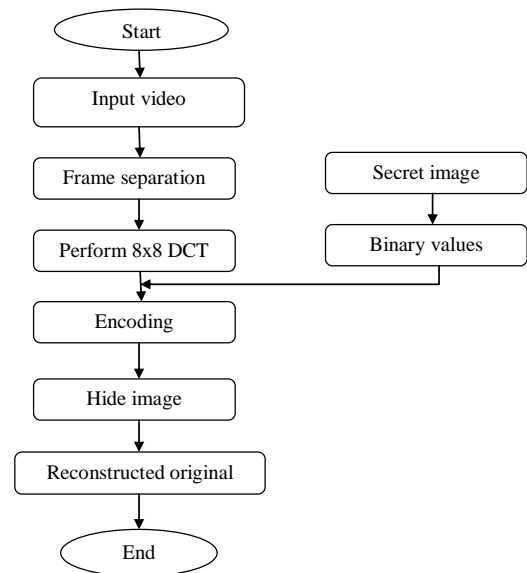 Start
Input video
Frame separation
Secret image
Perform 8x8 DCT
Binary values
Encoding
Hide image
Reconstructed original
End